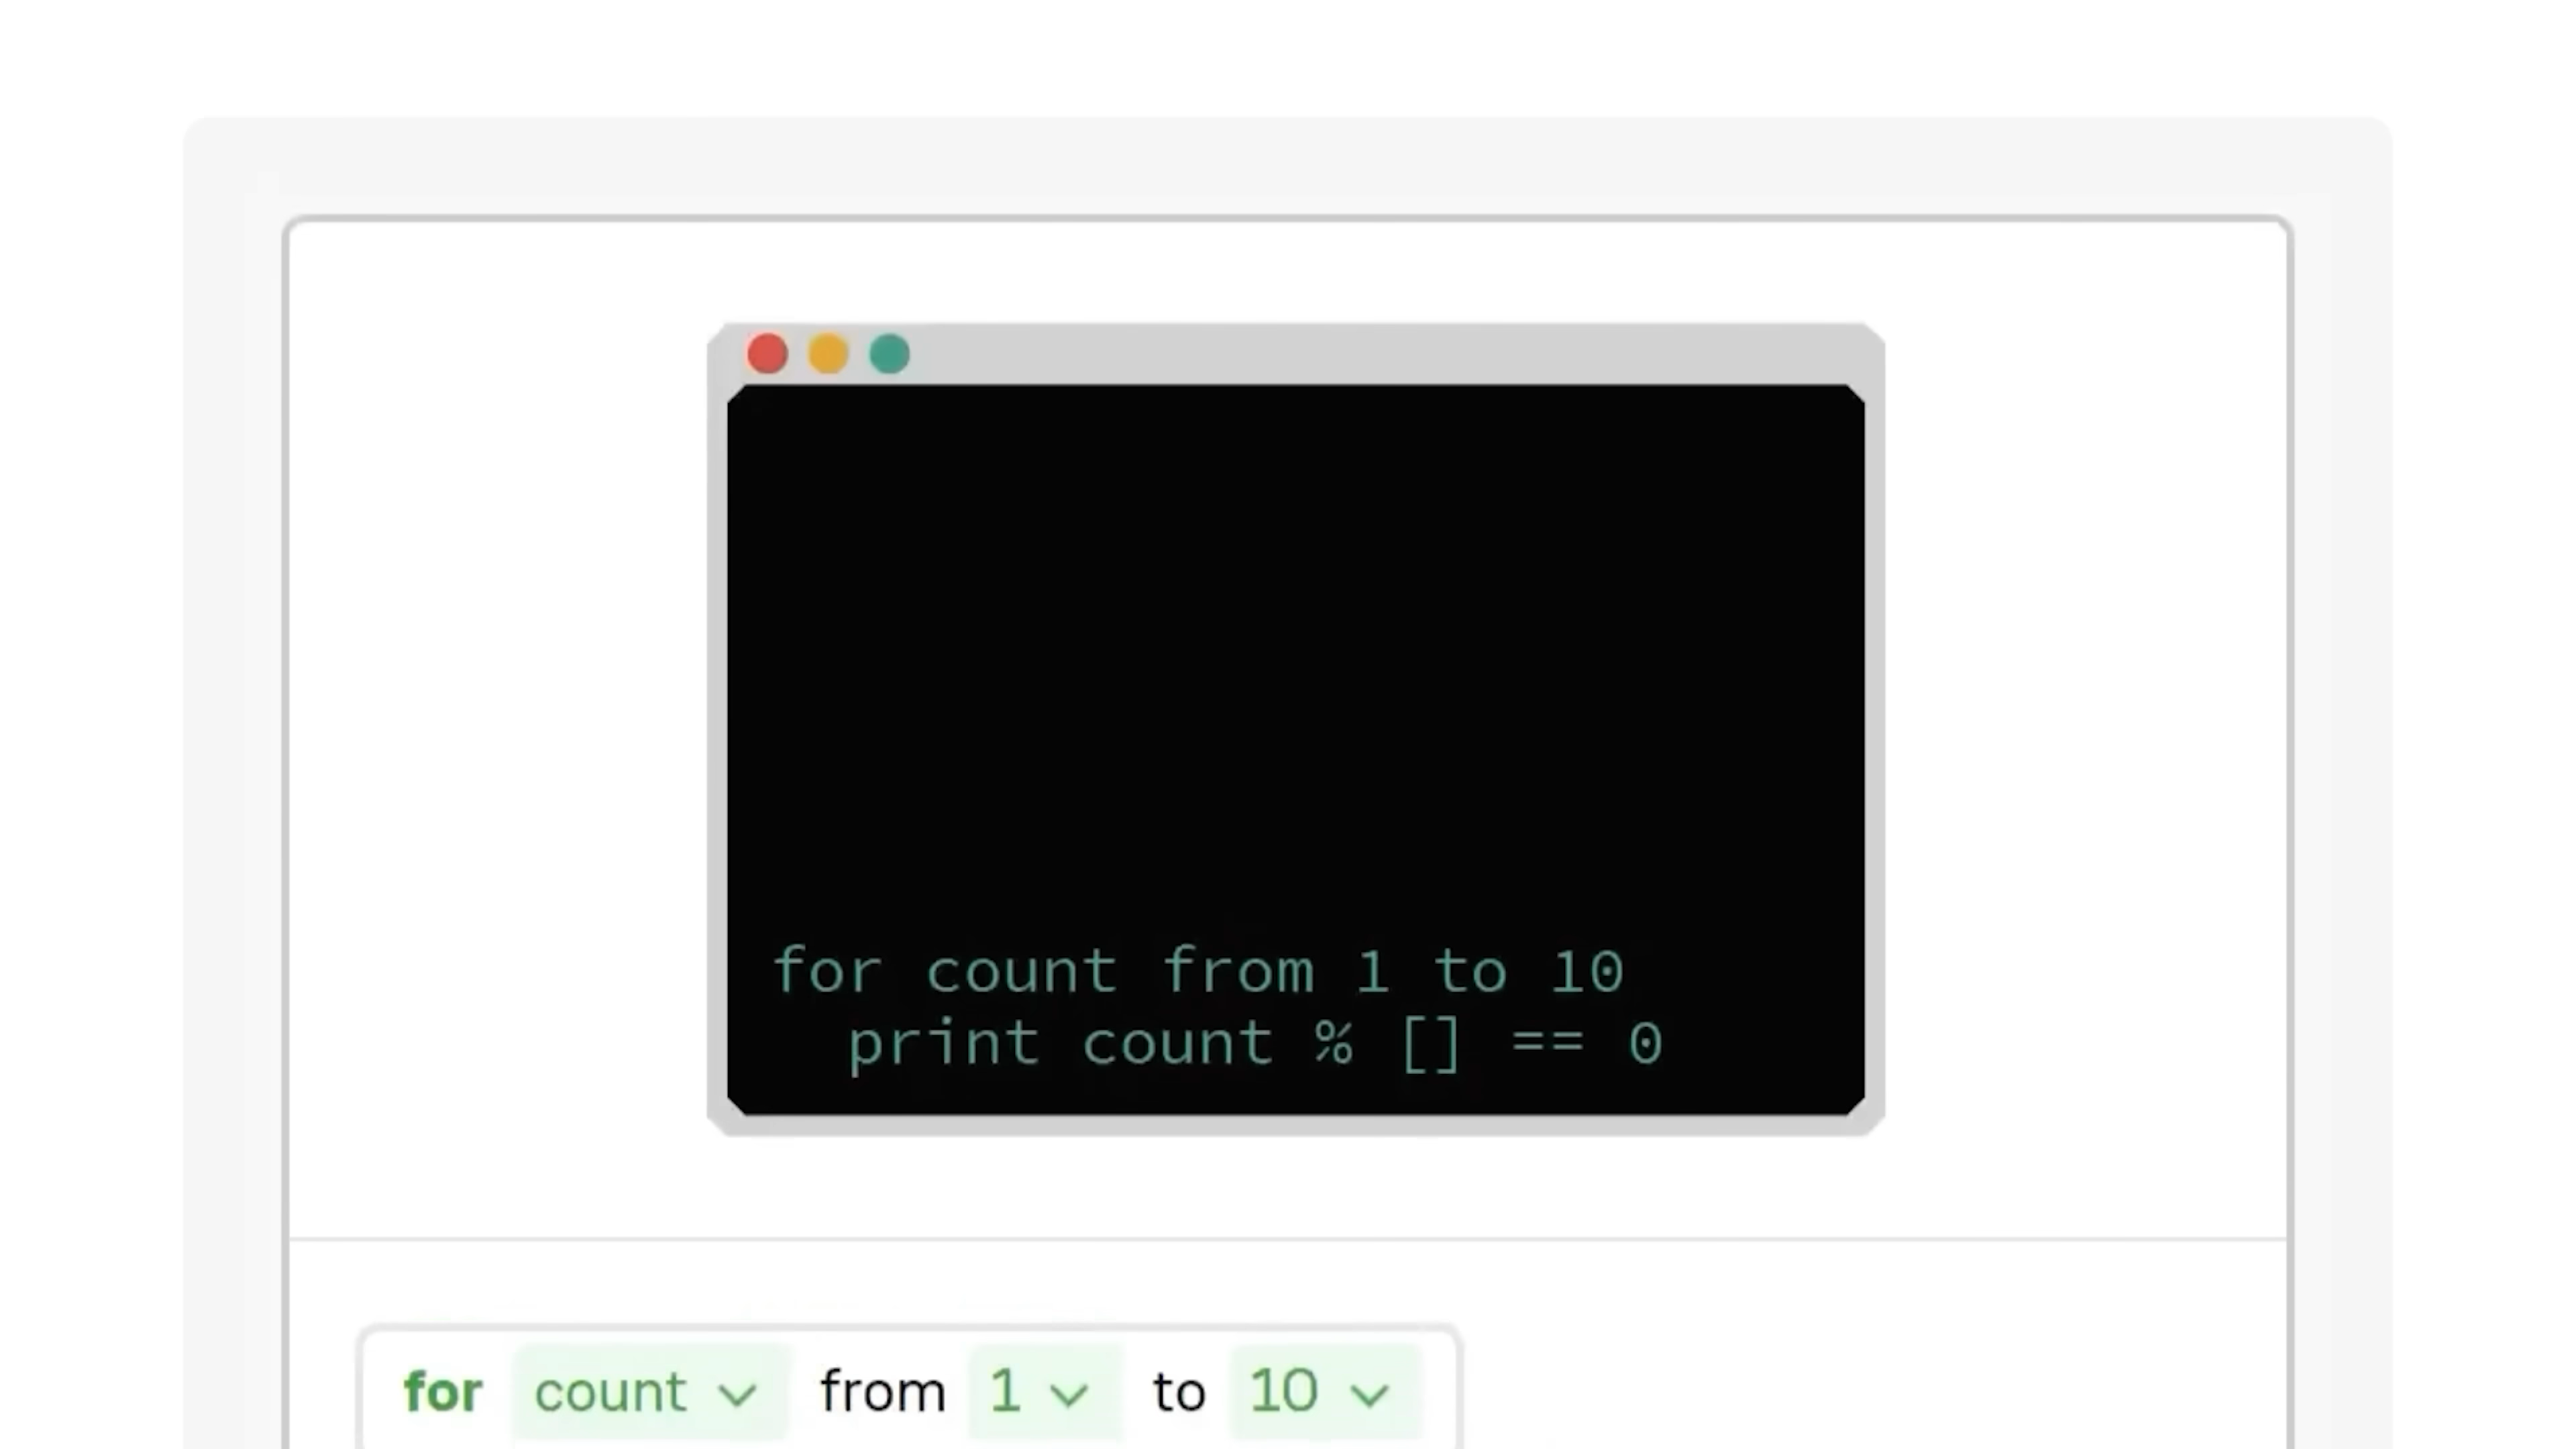 for count from 1 to 10
print count % [] == 0
for count from 1 to 10